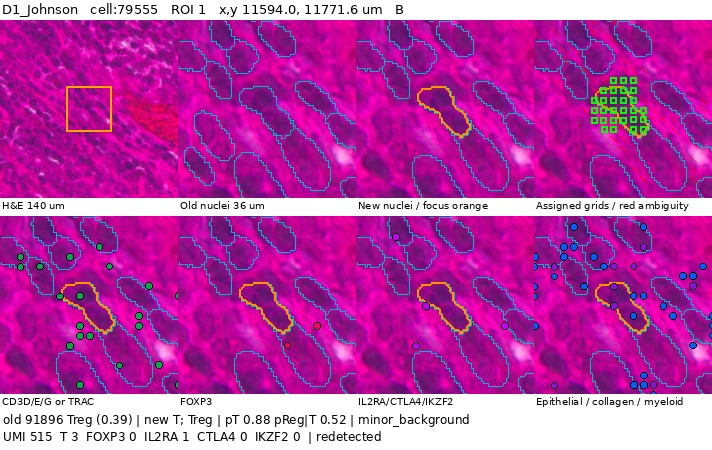 D1_Johnson cell:79555 ROI 1 x,y 11594.0, 11771.6 um B
H&E 140 um
Old nuclei 36 um
New nuclei / focus orange
Assigned grids / red ambiguity
CD3D/E/G or TRAC
FOXP3
IL2RA/CTLA4/IKZF2
Epithelial / collagen / myeloid
old 91896 Treg (0.39) | new T; Treg | pT 0.88 pReg|T 0.52 | minor_background
UMI 515 T 3 FOXP3 0 IL2RA 1 CTLA4 0 IKZF2 0 | redetected